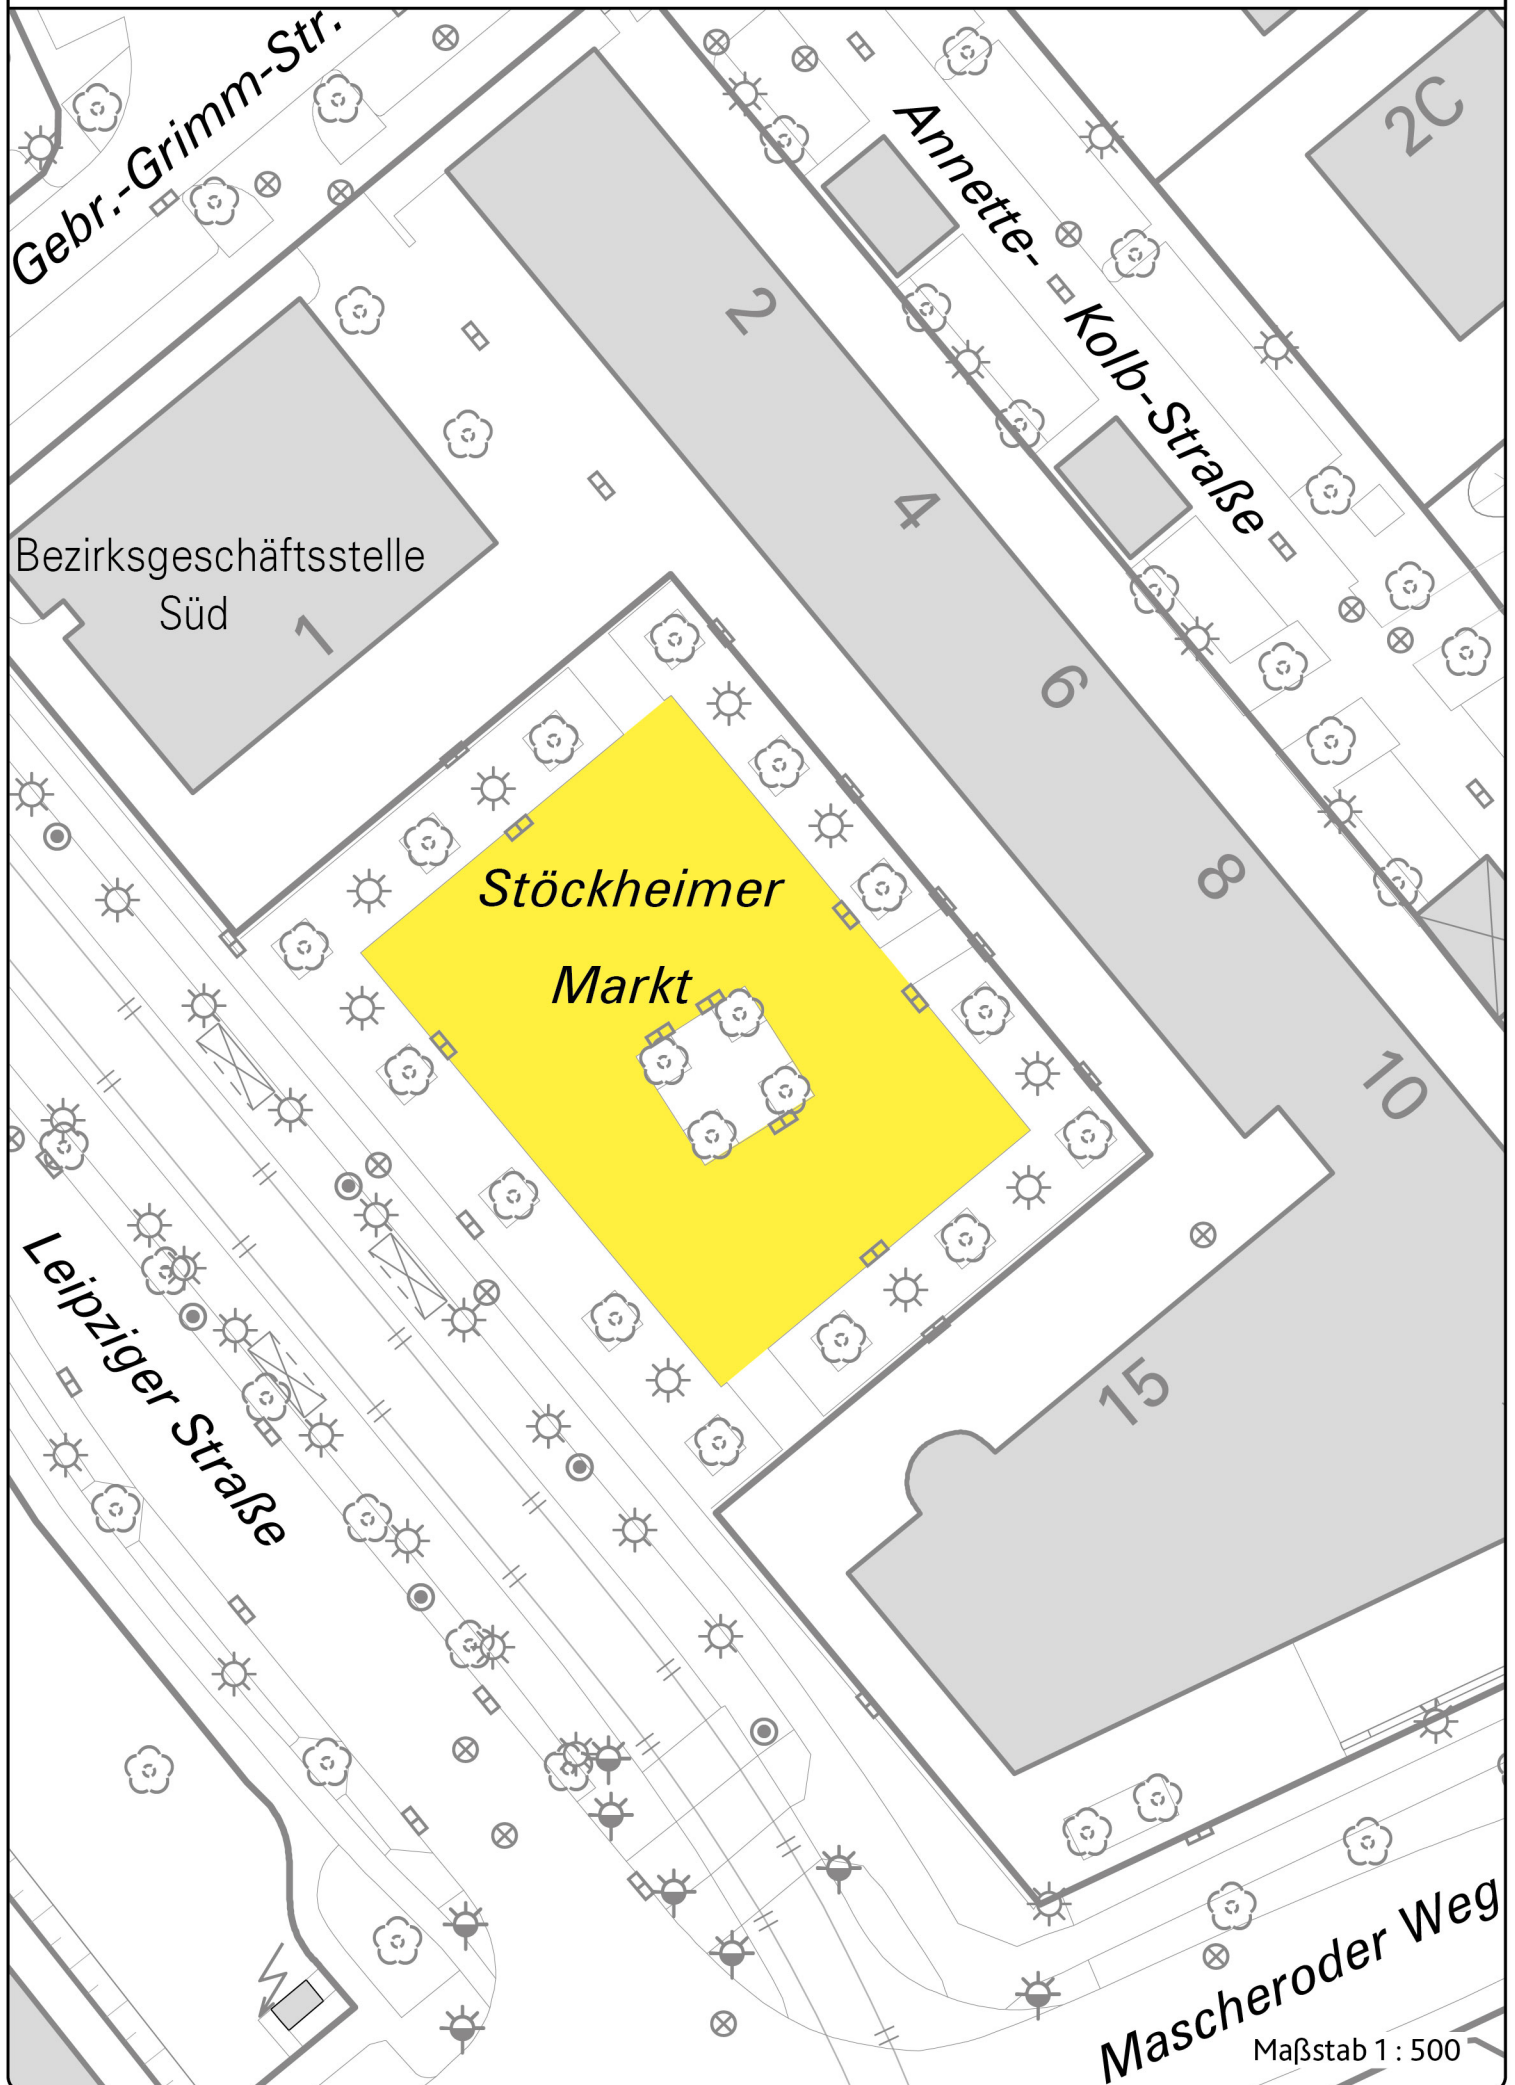 Gebr.-Grimm-Str.
Annette-
Kolb-Straße
2C
2
4
Bezirksgeschäftsstelle
Süd
1
6
8
Stöckheimer
Markt
10
Leipziger Straße
15
Mascheroder Weg
Maßstab 1 : 500